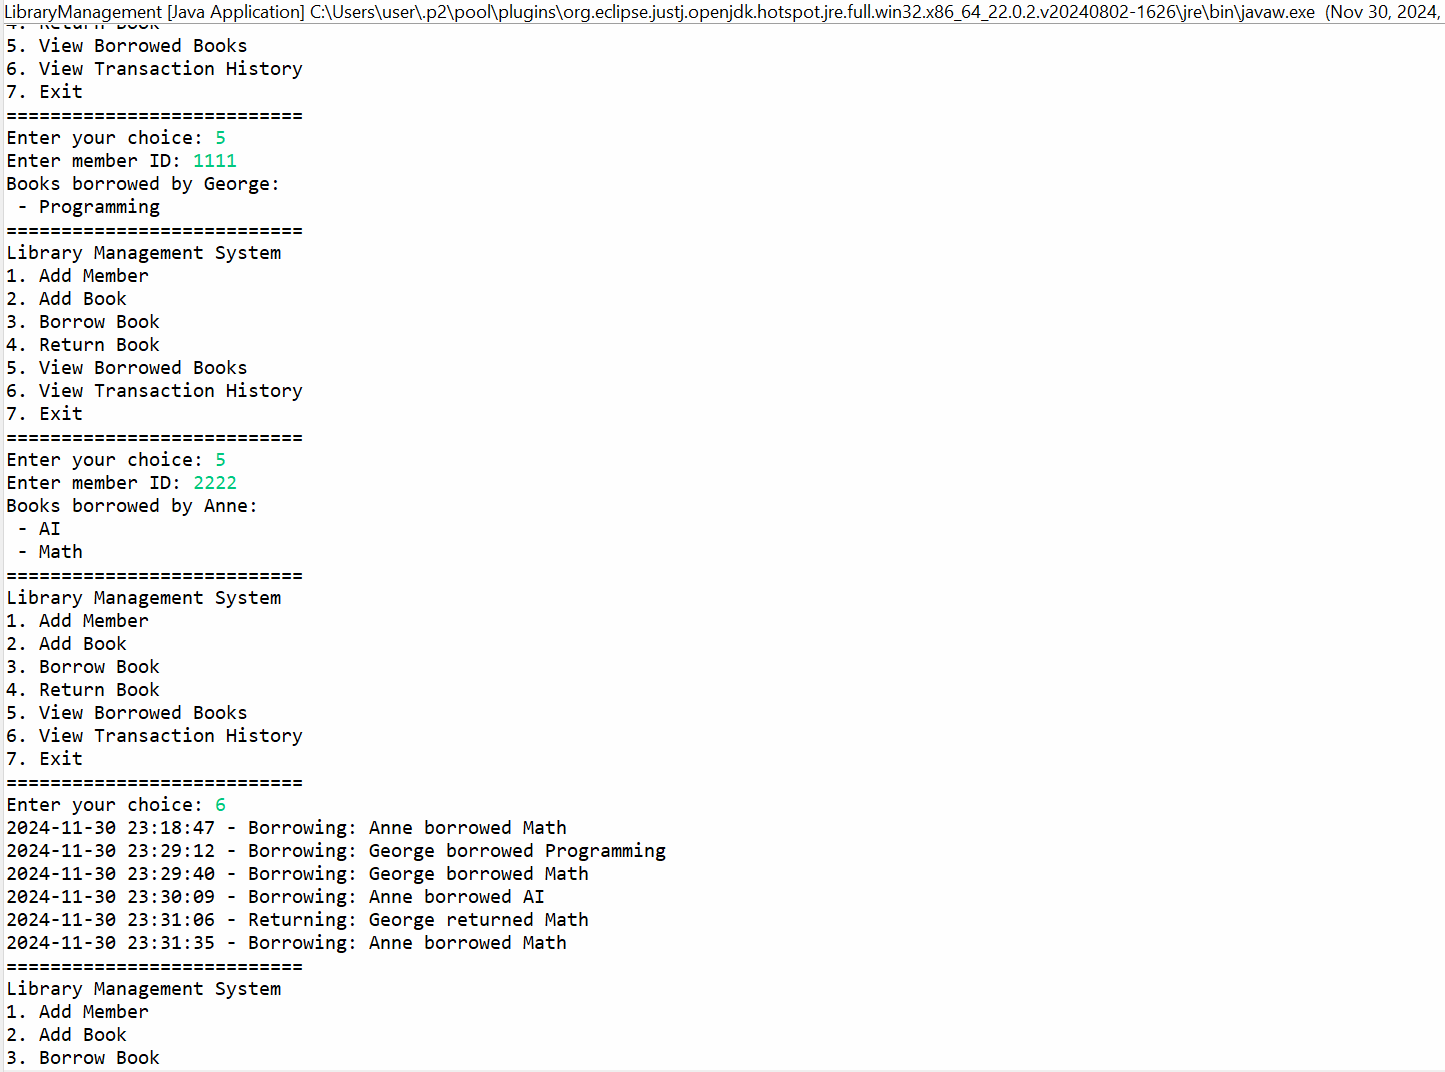 LibraryManagement [Java Application] C:\Users\user\.p2\pool\plugins\org.eclipse.justj.openjdk.hotspot.jre.full.win32.x86_64_22.0.2.v20240802-1626\jre\bin\javaw.exe (Nov 30, 2024,
4. Return Book
5. View Borrowed Books
6. View Transaction History
7. Exit
===========================
Enter your choice: 5
Enter member ID: 1111
Books borrowed by George:
 - Programming
===========================
Library Management System
1. Add Member
2. Add Book
3. Borrow Book
4. Return Book
5. View Borrowed Books
6. View Transaction History
7. Exit
===========================
Enter your choice: 5
Enter member ID: 2222
Books borrowed by Anne:
 - AI
 - Math
===========================
Library Management System
1. Add Member
2. Add Book
3. Borrow Book
4. Return Book
5. View Borrowed Books
6. View Transaction History
7. Exit
===========================
Enter your choice: 6
2024-11-30 23:18:47 - Borrowing: Anne borrowed Math
2024-11-30 23:29:12 - Borrowing: George borrowed Programming
2024-11-30 23:29:40 - Borrowing: George borrowed Math
2024-11-30 23:30:09 - Borrowing: Anne borrowed AI
2024-11-30 23:31:06 - Returning: George returned Math
2024-11-30 23:31:35 - Borrowing: Anne borrowed Math
===========================
Library Management System
1. Add Member
2. Add Book
3. Borrow Book